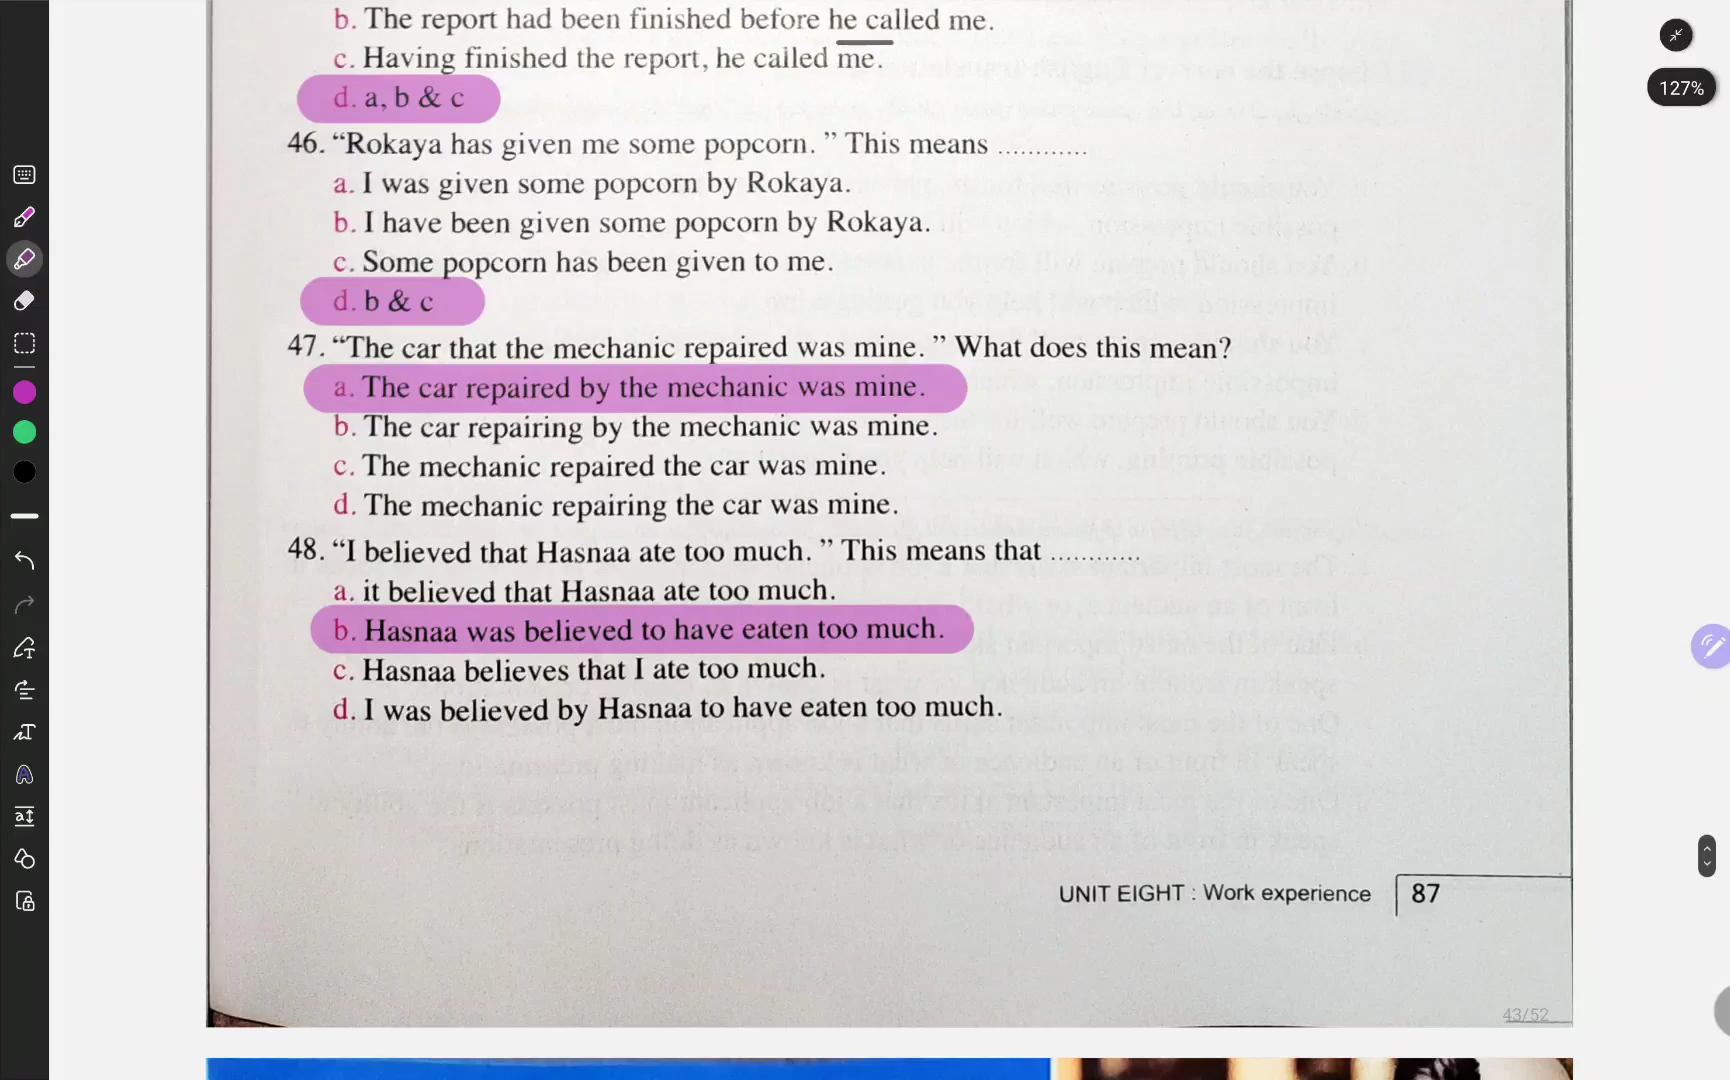 b. The report had been finished before he called me.
127%
c. Having finished the report, he called me.
d. a, b & c
46. “Rokaya has given me some popcorn. ” This means ............
a. I was given some popcorn by Rokaya.
b. I have been given some popcorn by Rokaya.
c. Some popcorn has been given to me.
d. b & c
47. “The car that the mechanic repaired was mine. ” What does this mean?
a. The car repaired by the mechanic was mine.
b. The car repairing by the mechanic was mine.
c. The mechanic repaired the car was mine.
d. The mechanic repairing the car was mine.
48. “I believed that Hasnaa ate too much. ” This means that ............
a. it believed that Hasnaa ate too much.
b. Hasnaa was believed to have eaten too much.
c. Hasnaa believes that I ate too much.
d. I was believed by Hasnaa to have eaten too much.
UNIT EIGHT : Work experience 87
43/52